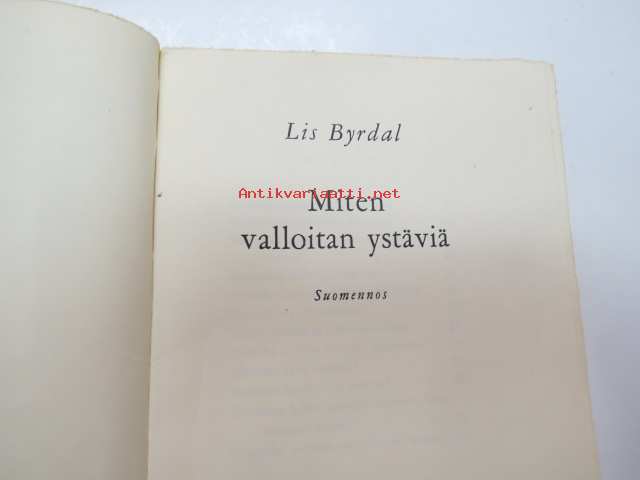 Lis Byrdal
Antikvariaatti.net
Miten
valloitan ystäviä
Suomennos